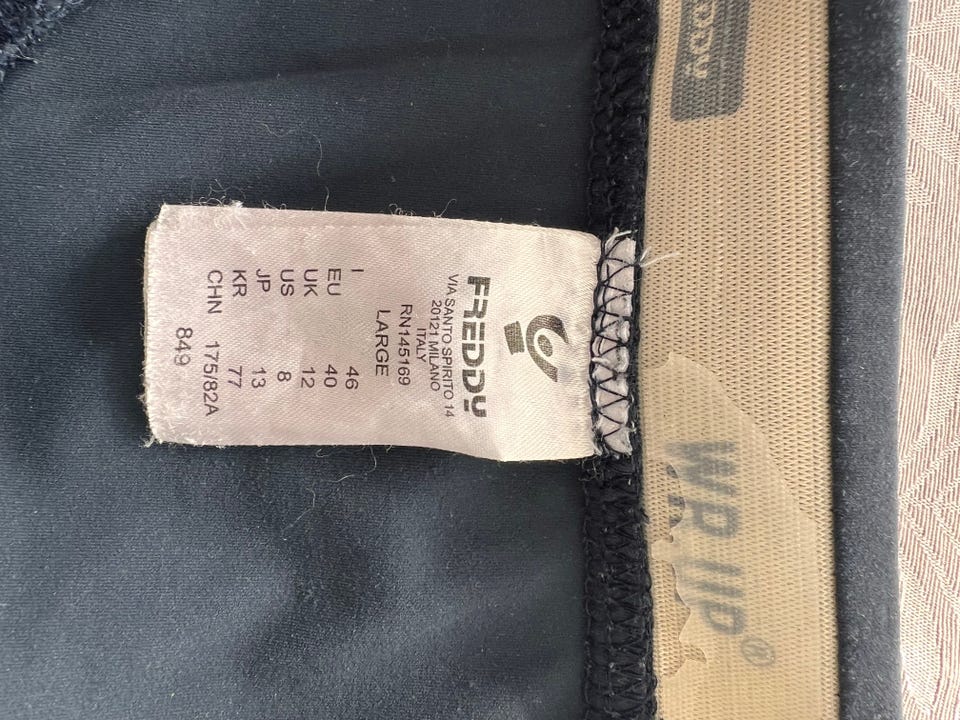 FREDDY
VIA SANTO SPIRITO 14
20121 MILANO
ITALY
RN145169
LARGE
I 46
EU 40
UK 12
US 8
JP 13
KR 77
CHN 175/82A
849
WR.UP®